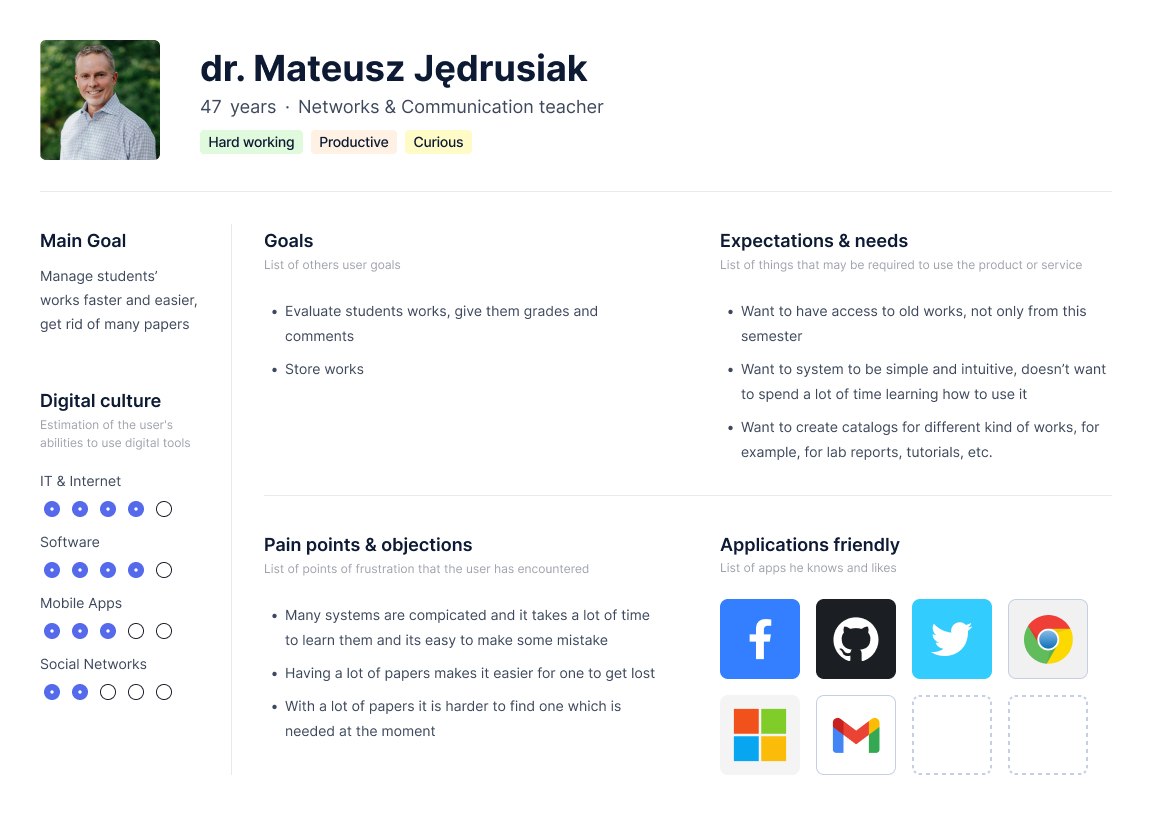 dr. Mateusz Jędrusiak
47 years · Networks & Communication teacher
Hard working
Productive
Curious
Main Goal
Manage students’
works faster and easier,
get rid of many papers
Digital culture
Estimation of the user's
abilities to use digital tools
IT & Internet
Software
Mobile Apps
Social Networks
Goals
List of others user goals
• Evaluate students works, give them grades and
comments
• Store works
Expectations & needs
List of things that may be required to use the product or service
• Want to have access to old works, not only from this
semester
• Want to system to be simple and intuitive, doesn’t want
to spend a lot of time learning how to use it
• Want to create catalogs for different kind of works, for
example, for lab reports, tutorials, etc.
Pain points & objections
List of points of frustration that the user has encountered
• Many systems are compicated and it takes a lot of time
to learn them and its easy to make some mistake
• Having a lot of papers makes it easier for one to get lost
• With a lot of papers it is harder to find one which is
needed at the moment
Applications friendly
List of apps he knows and likes